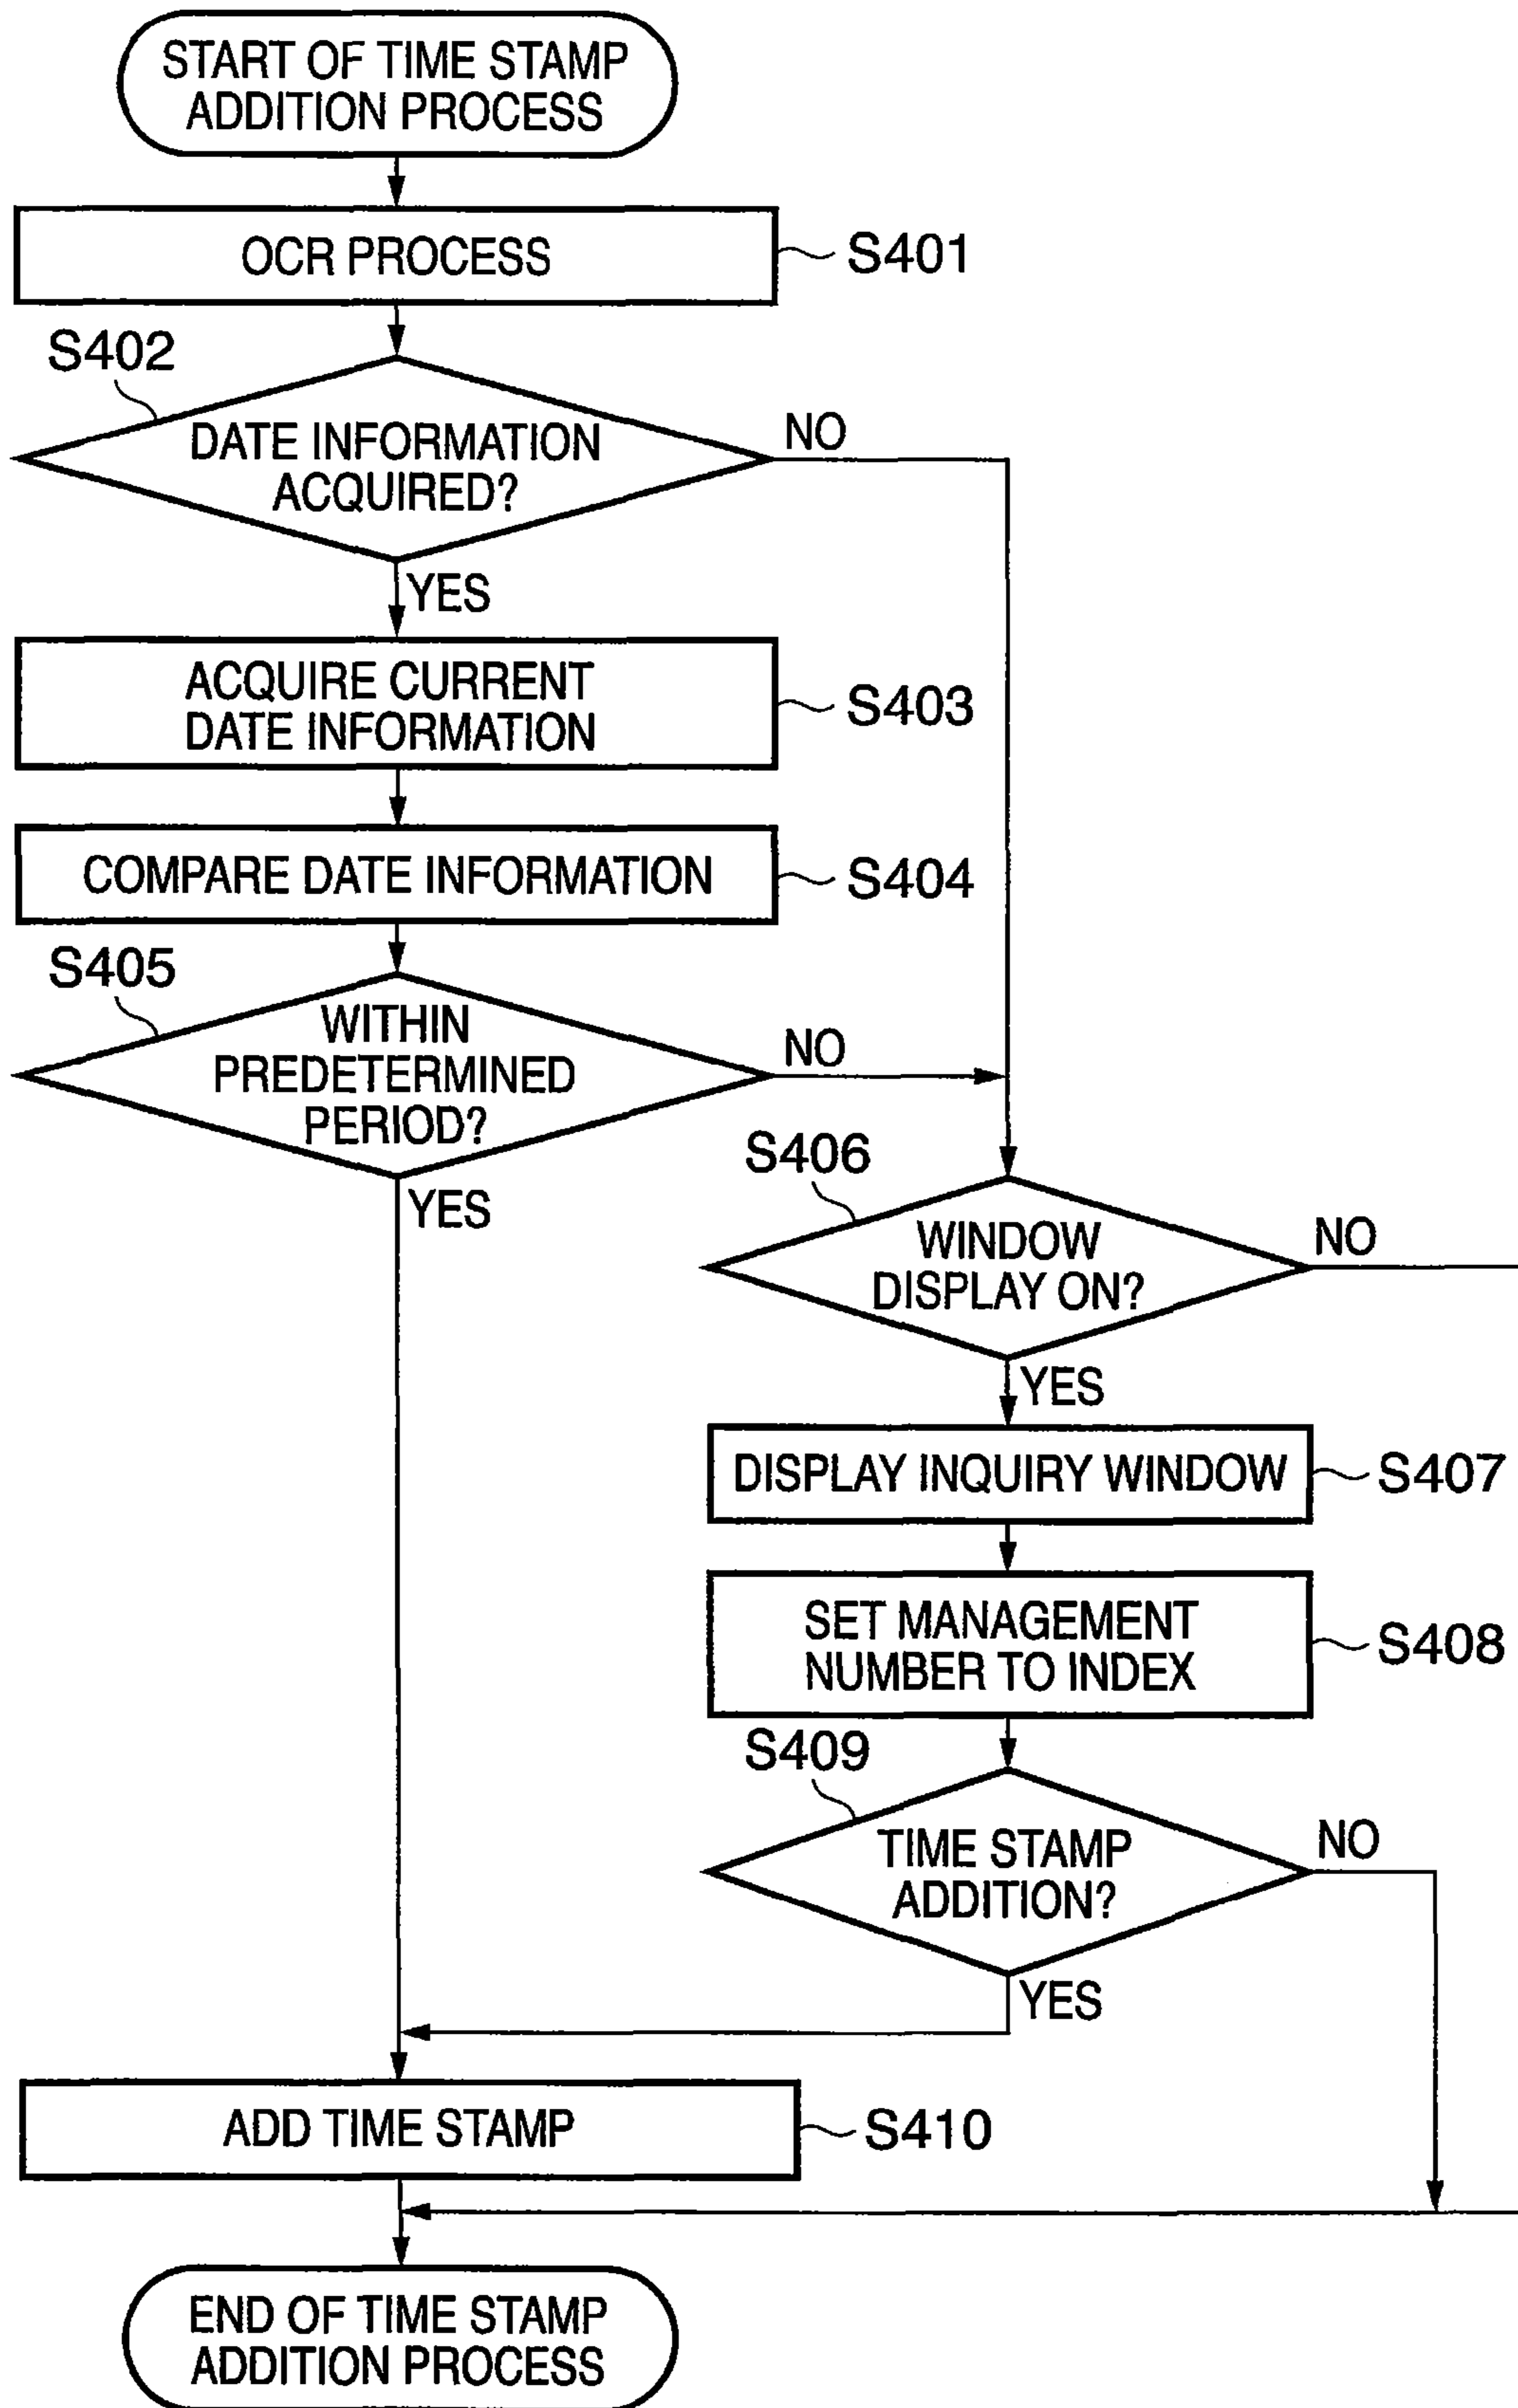 START OF TIME STAMP
ADDITION PROCESS
OCR PROCESS
S401
S402
DATE INFORMATION
ACQUIRED?
NO
YES
ACQUIRE CURRENT
DATE INFORMATION
S403
COMPARE DATE INFORMATION
S404
S405
WITHIN
PREDETERMINED
PERIOD?
NO
YES
S406
WINDOW
DISPLAY ON?
NO
YES
DISPLAY INQUIRY WINDOW
S407
SET MANAGEMENT
NUMBER TO INDEX
S408
S409
TIME STAMP
ADDITION?
NO
YES
ADD TIME STAMP
S410
END OF TIME STAMP
ADDITION PROCESS